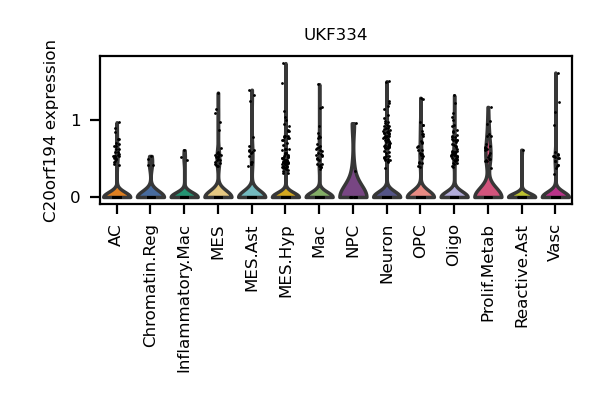 UKF334
C20orf194 expression
1
0
AC
Chromatin.Reg
Inflammatory.Mac
MES
MES.Ast
MES.Hyp
Mac
NPC
Neuron
OPC
Oligo
Prolif.Metab
Reactive.Ast
Vasc